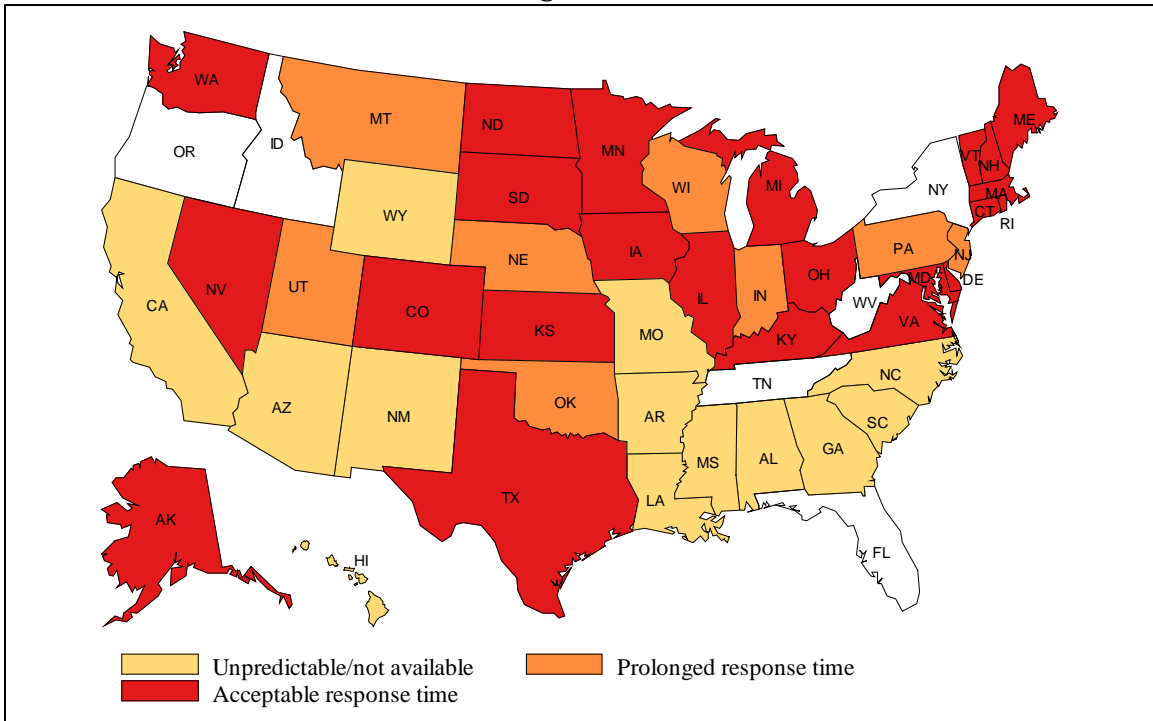 WA
MT
ND
MN
ME
OR
ID
VT
NH
NY
WI
MI
SD
MA
CT
RI
WY
IA
PA
NJ
NE
OH
MD
DE
NV
UT
CO
IL
IN
WV
VA
CA
KS
MO
KY
NC
TN
AZ
NM
OK
AR
SC
GA
MS
AL
TX
LA
AK
FL
HI
Unpredictable/not available
Prolonged response time
Acceptable response time